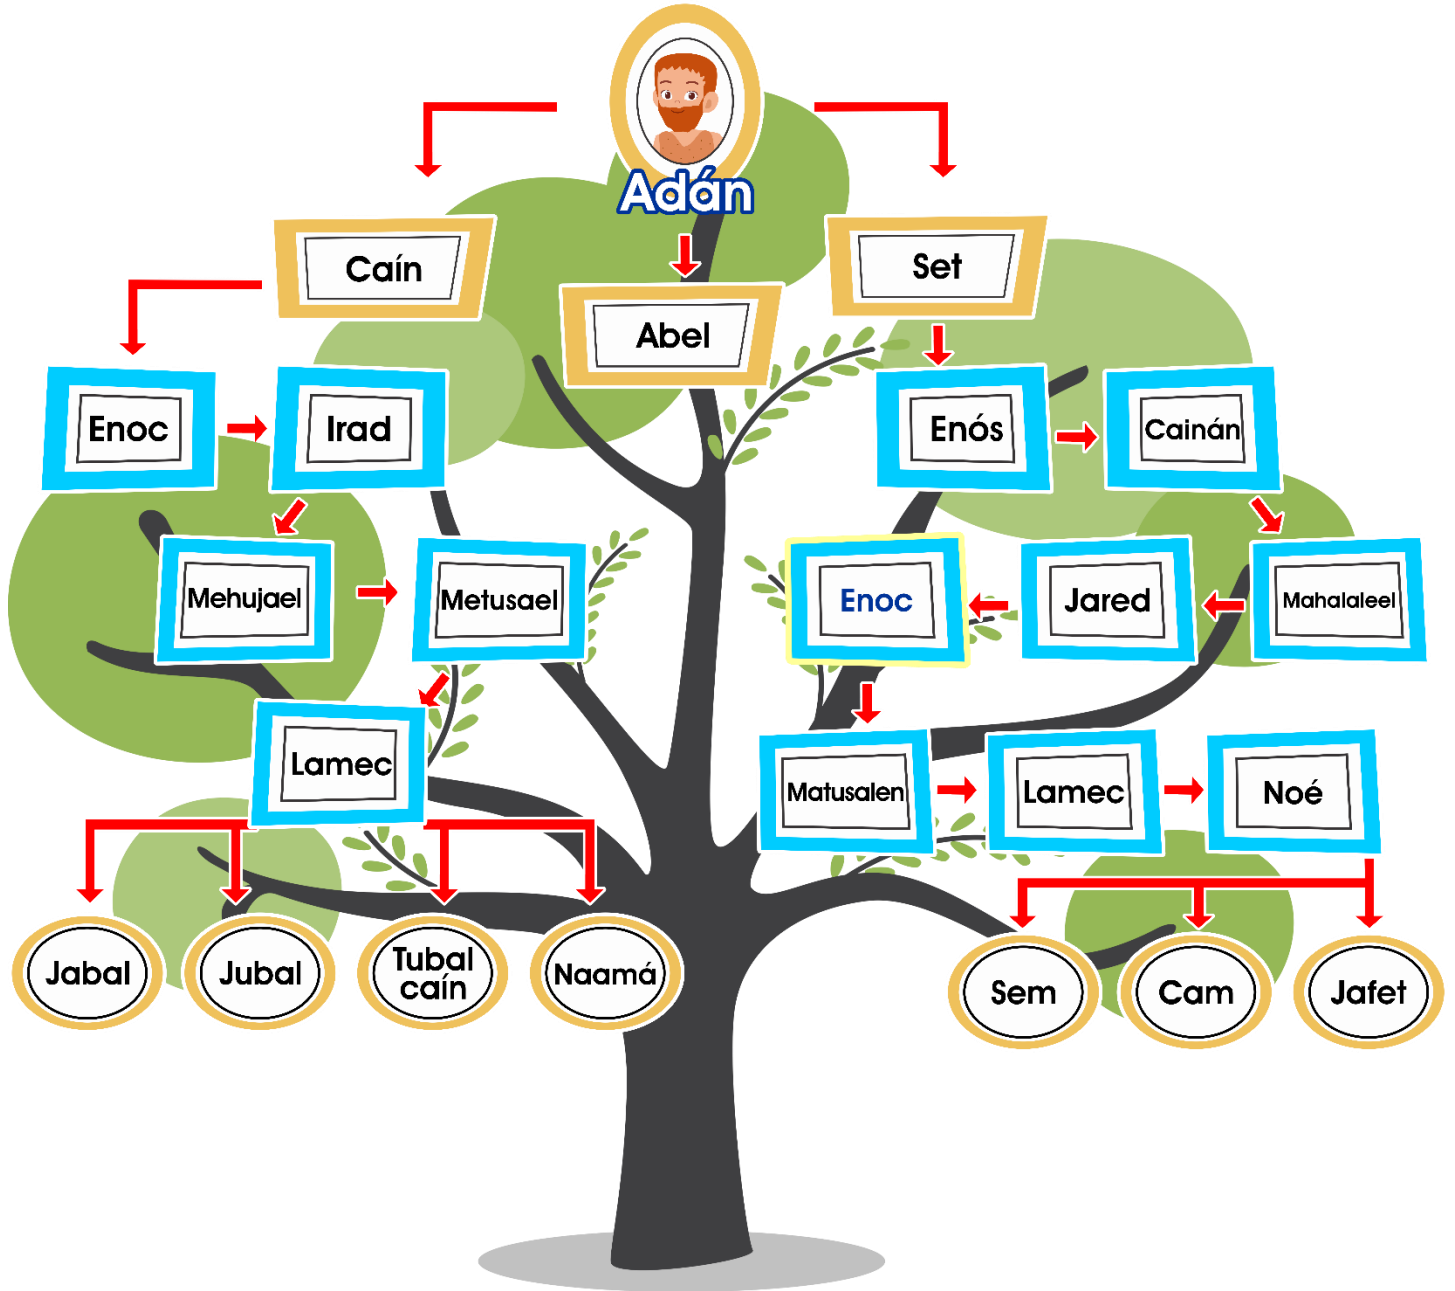 Adán
Caín
Abel
Set
Enoc
Irad
Enós
Cainán
Mehujael
Metusael
Enoc
Jared
Mahalaleel
Lamec
Matusalen
Lamec
Noé
Jabal
Jubal
Tubal
caín
Naamá
Sem
Cam
Jafet